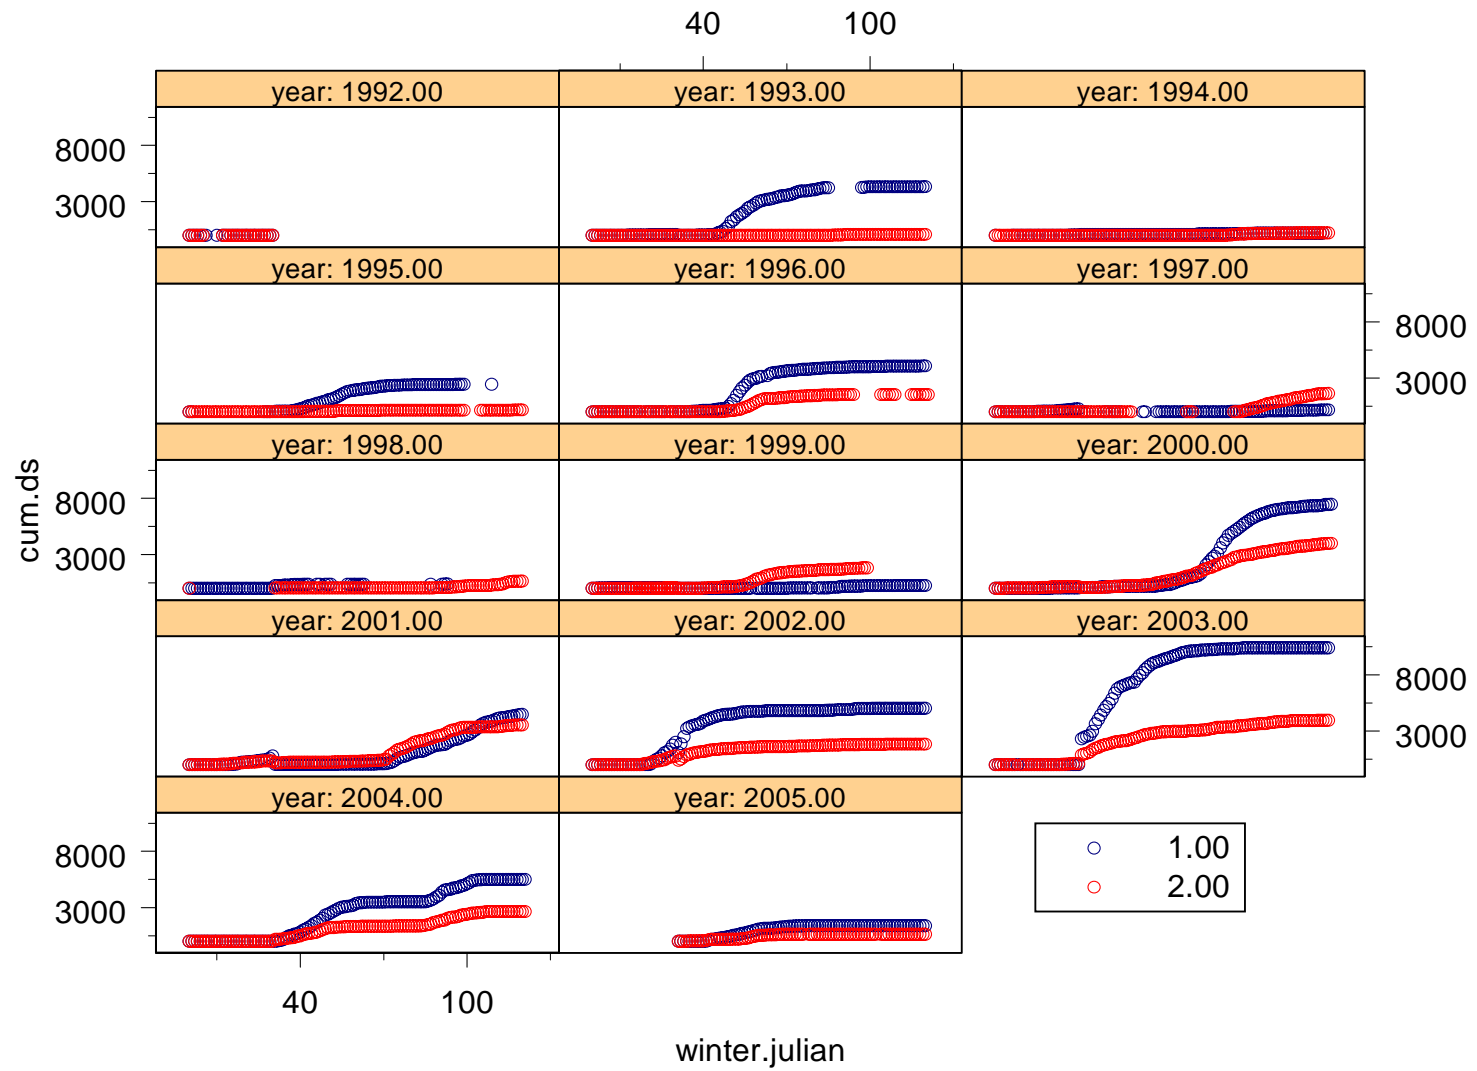 40 100
year: 1992.00 year: 1993.00 year: 1994.00
8000
3000
year: 1995.00 year: 1996.00 year: 1997.00
8000
3000
year: 1998.00 year: 1999.00 year: 2000.00
8000
3000
cum.ds
year: 2001.00 year: 2002.00 year: 2003.00
8000
3000
year: 2004.00 year: 2005.00
8000
3000
1.00
2.00
40 100
winter.julian